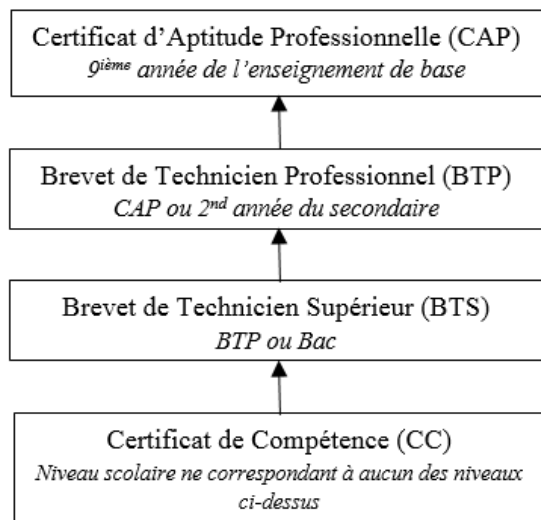 Certificat d’Aptitude Professionnelle (CAP)
9ième année de l’enseignement de base
Brevet de Technicien Professionnel (BTP)
CAP ou 2nd année du secondaire
Brevet de Technicien Supérieur (BTS)
BTP ou Bac
Certificat de Compétence (CC)
Niveau scolaire ne correspondant à aucun des niveaux
ci-dessus